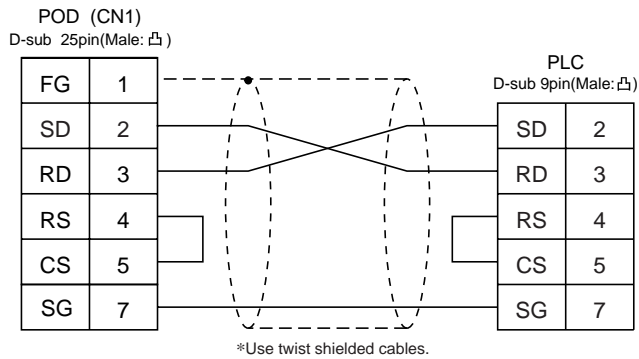 POD (CN1)
D-sub 25pin(Male: 凸)
PLC
D-sub 9pin(Male:凸)
FG 1
SD 2
SD 2
RD 3
RD 3
RS 4
RS 4
CS 5
CS 5
SG 7
SG 7
*Use twist shielded cables.